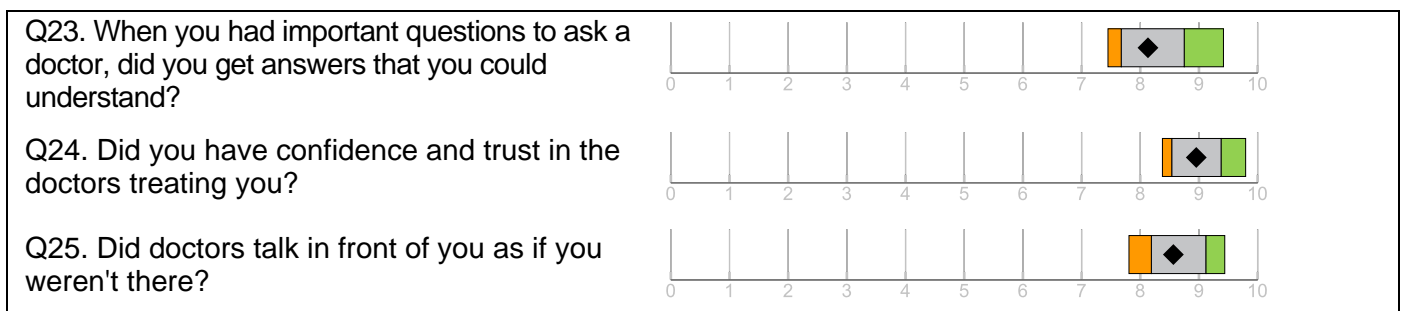 Q23. When you had important questions to ask a
doctor, did you get answers that you could
understand?
0 1 2 3 4 5 6 7 8 9 10
Q24. Did you have confidence and trust in the
doctors treating you?
0 1 2 3 4 5 6 7 8 9 10
Q25. Did doctors talk in front of you as if you
weren't there?
0 1 2 3 4 5 6 7 8 9 10